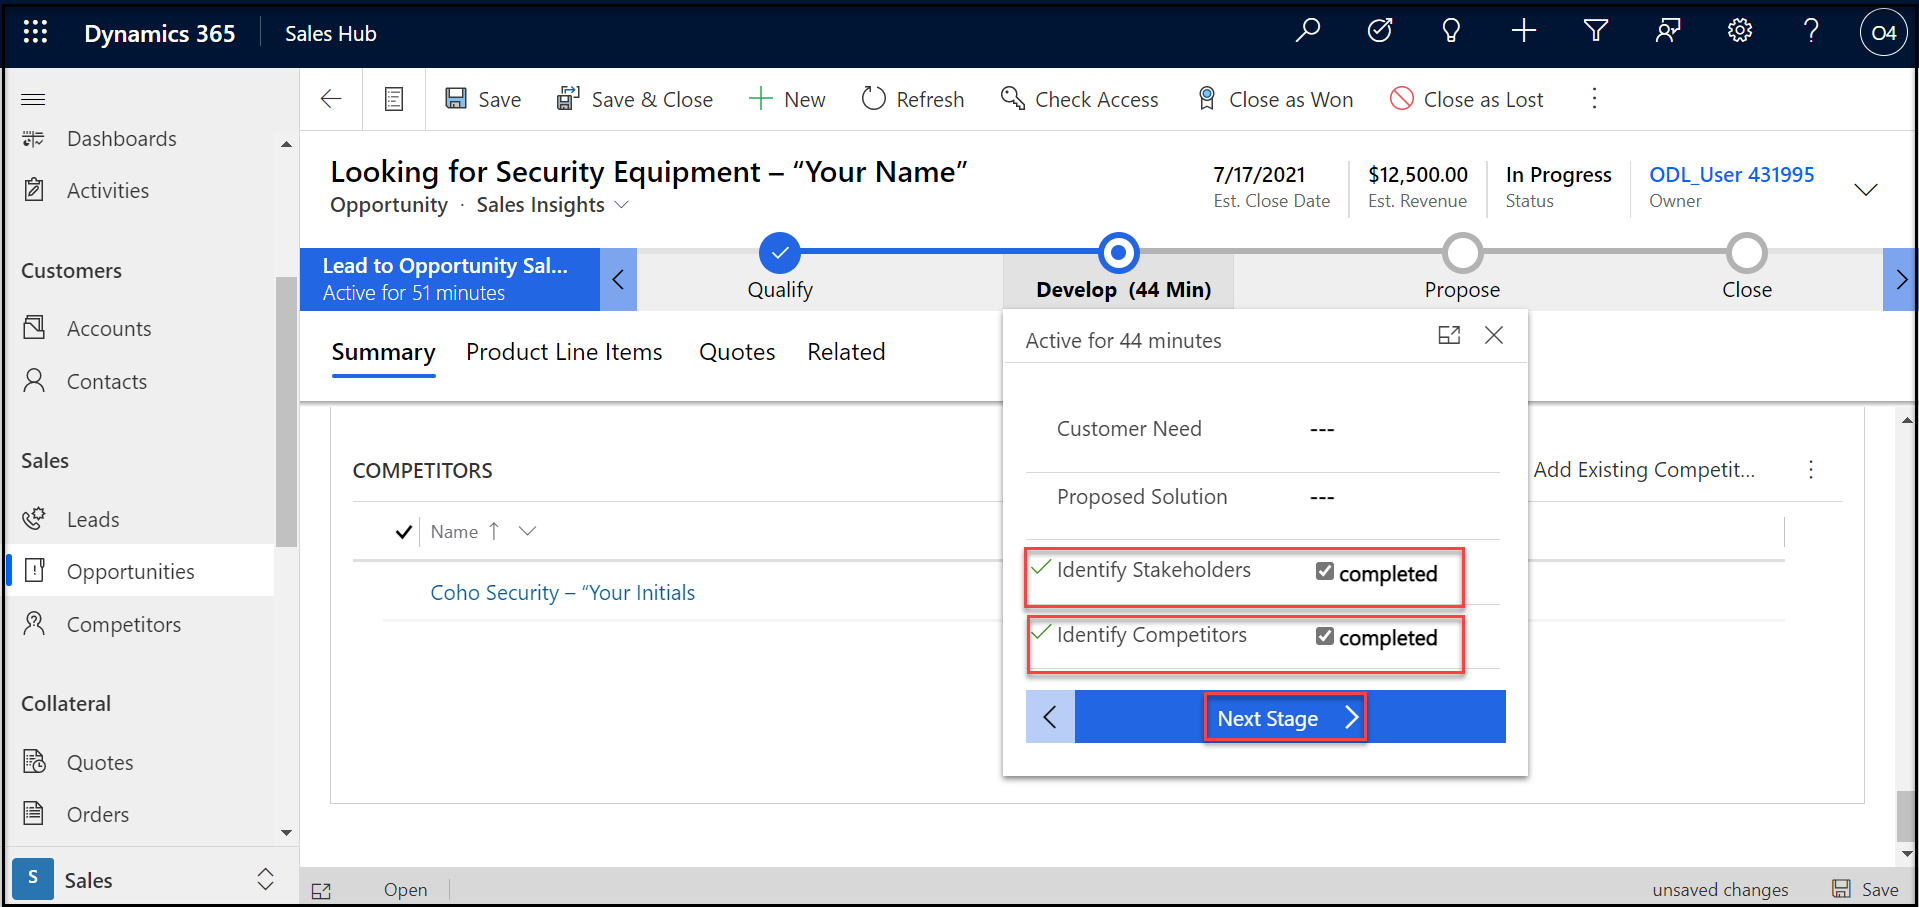 Dynamics 365
Sales Hub
O4
Save
Save & Close
New
Refresh
Check Access
Close as Won
Close as Lost
Dashboards
Activities
Customers
Accounts
Contacts
Sales
Leads
Opportunities
Competitors
Collateral
Quotes
Orders
S
Sales
Looking for Security Equipment – “Your Name”
Opportunity · Sales Insights
7/17/2021
Est. Close Date
$12,500.00
Est. Revenue
In Progress
Status
ODL_User 431995
Owner
Lead to Opportunity Sal...
Active for 51 minutes
Qualify
Develop (44 Min)
Propose
Close
Summary
Product Line Items
Quotes
Related
Active for 44 minutes
Customer Need ---
Proposed Solution ---
Identify Stakeholders completed
Identify Competitors completed
Next Stage
COMPETITORS
Add Existing Competit...
Name
Coho Security – “Your Initials
Open
unsaved changes
Save